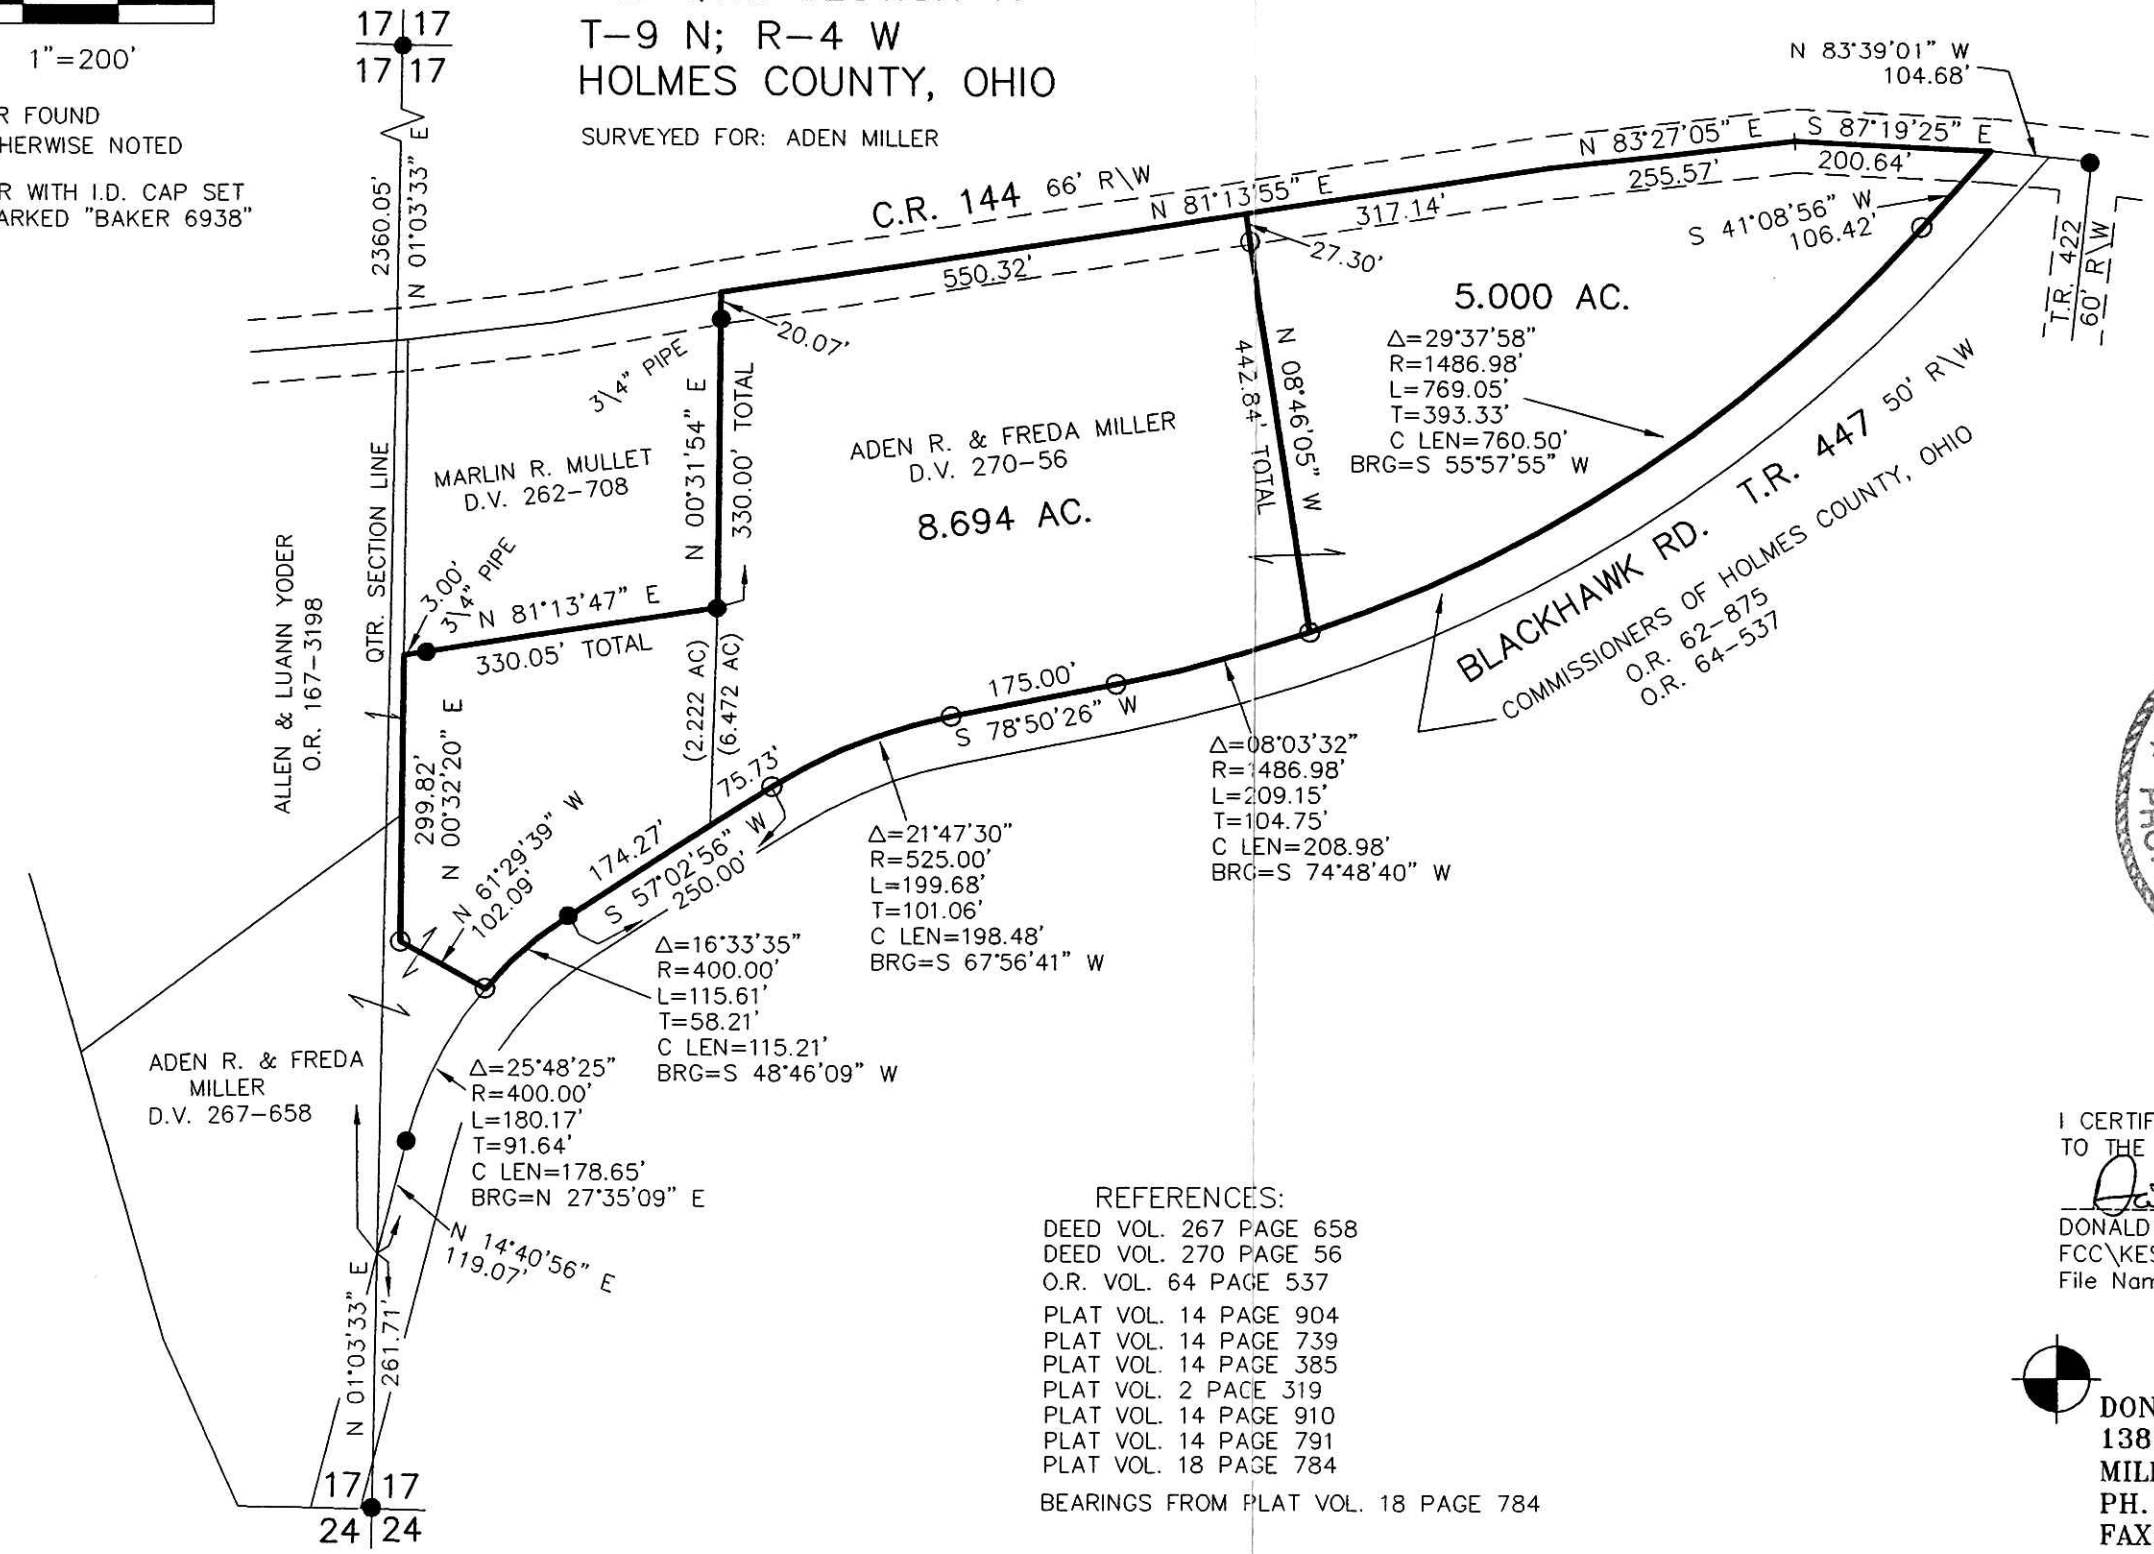 1"=200'
R FOUND
HERWISE NOTED
R WITH I.D. CAP SET
ARKED "BAKER 6938"
17 17
17 17
T-9 N; R-4 W
HOLMES COUNTY, OHIO
SURVEYED FOR: ADEN MILLER
N 83°39'01" W
104.68'
2360.05'
N 01°03'33" E
C.R. 144 66' R\W
N 81°13'55" E
550.32'
317.14'
N 83°27'05" E
255.57'
S 87°19'25" E
200.64'
S 41°08'56" W
106.42'
T.R. 422
60' R\W
27.30'
20.07'
3\4" PIPE
5.000 AC.
Δ=29°37'58"
R=1486.98'
L=769.05'
T=393.33'
C LEN=760.50'
BRG=S 55°57'55" W
N 08°46'05" W
442.84' TOTAL
N 00°31'54" E
330.00' TOTAL
ADEN R. & FREDA MILLER
D.V. 270-56
8.694 AC.
MARLIN R. MULLET
D.V. 262-708
QTR. SECTION LINE
ALLEN & LUANN YODER
O.R. 167-3198
3.00'
3\4" PIPE
N 81°13'47" E
330.05' TOTAL
(2.222 AC)
(6.472 AC)
BLACKHAWK RD. T.R. 447 50' R\W
COMMISSIONERS OF HOLMES COUNTY, OHIO
O.R. 62-875
O.R. 64-537
299.82'
N 00°32'20" E
N 61°29'39" W
102.09'
174.27'
75.73'
S 57°02'56" W
250.00'
175.00'
S 78°50'26" W
Δ=08°03'32"
R=1486.98'
L=209.15'
T=104.75'
C LEN=208.98'
BRG=S 74°48'40" W
Δ=21°47'30"
R=525.00'
L=199.68'
T=101.06'
C LEN=198.48'
BRG=S 67°56'41" W
Δ=16°33'35"
R=400.00'
L=115.61'
T=58.21'
C LEN=115.21'
BRG=S 48°46'09" W
Δ=25°48'25"
R=400.00'
L=180.17'
T=91.64'
C LEN=178.65'
BRG=N 27°35'09" E
ADEN R. & FREDA
MILLER
D.V. 267-658
N 14°40'56" E
119.07'
N 01°03'33" E
261.71'
17 17
24 24
REFERENCES:
DEED VOL. 267 PAGE 658
DEED VOL. 270 PAGE 56
O.R. VOL. 64 PAGE 537
PLAT VOL. 14 PAGE 904
PLAT VOL. 14 PAGE 739
PLAT VOL. 14 PAGE 385
PLAT VOL. 2 PAGE 319
PLAT VOL. 14 PAGE 910
PLAT VOL. 14 PAGE 791
PLAT VOL. 18 PAGE 784
BEARINGS FROM PLAT VOL. 18 PAGE 784
I CERTIF
TO THE
DONALD
FCC\KES
File Nam
DON
138
MILL
PH.
FAX